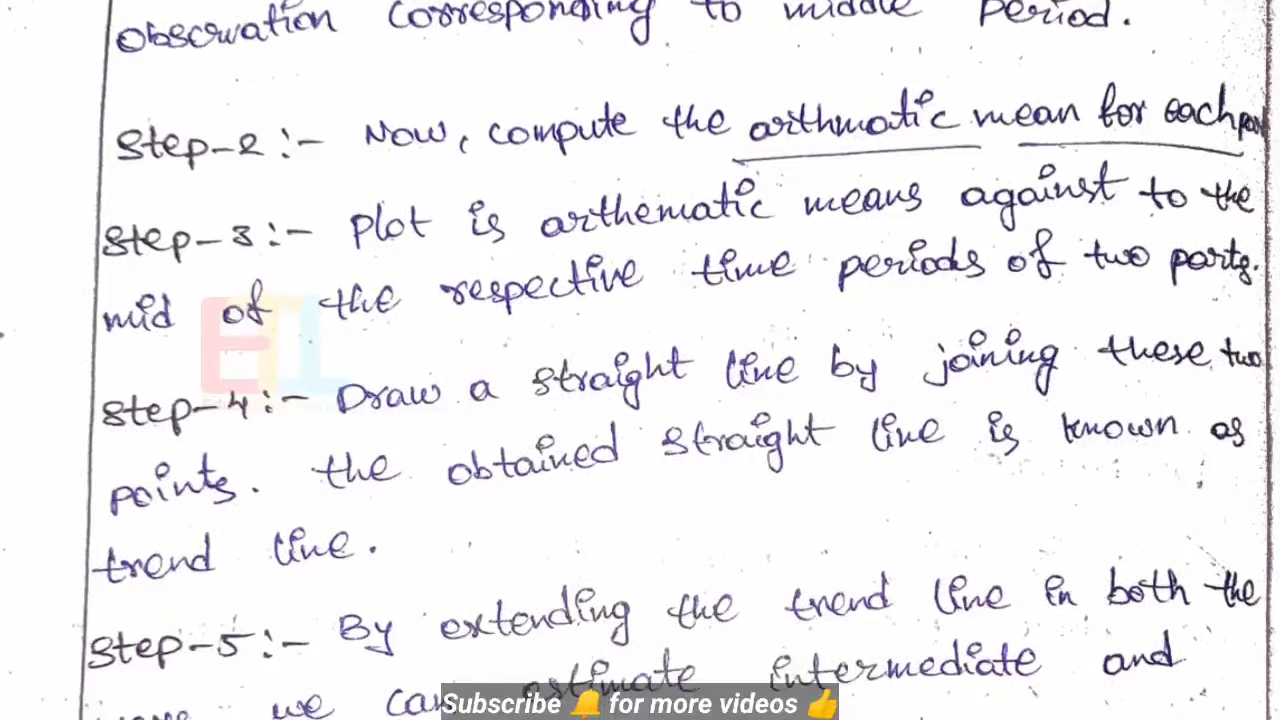 observation corresponding to middle period.
Step-2 :- Now, compute the arithmatic mean for each
Step-3 :- plot is arthematic means against to the
mid of the respective time periods of two parts.
Step-4 :- Draw a straight line by joining these two
points. the obtained straight line is known as
trend line.
Step-5 :- By extending the trend line in both the
we can estimate intermediate and
Subscribe 🔔 for more videos 👍